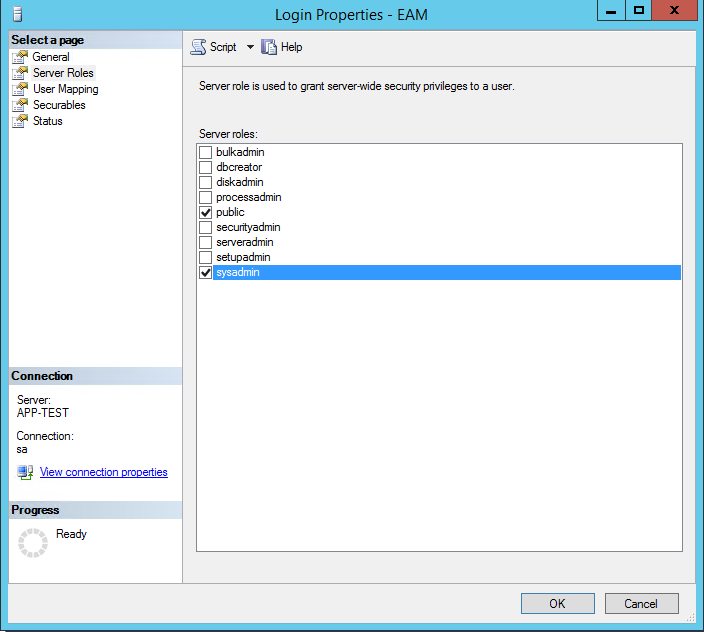 Login Properties - EAM
Select a page
General
Server Roles
User Mapping
Securables
Status
Script
Help
Server role is used to grant server-wide security privileges to a user.
Server roles:
bulkadmin
dbcreator
diskadmin
processadmin
public
securityadmin
serveradmin
setupadmin
sysadmin
Connection
Server:
APP-TEST
Connection:
sa
View connection properties
Progress
Ready
OK
Cancel